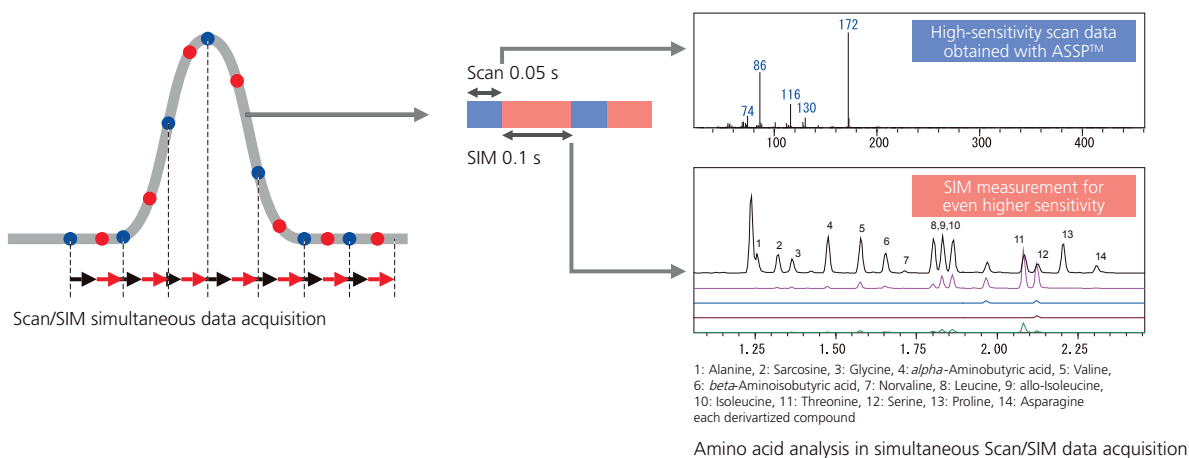 Scan/SIM simultaneous data acquisition
Scan 0.05 s
SIM 0.1 s
High-sensitivity scan data
obtained with ASSP™
172
86
116
130
74
100 200 300 400
SIM measurement for
even higher sensitivity
1 2 3 4 5 6 7 8,9,10 11 12 13 14
1.25 1.50 1.75 2.00 2.25
1: Alanine, 2: Sarcosine, 3: Glycine, 4: alpha-Aminobutyric acid, 5: Valine,
6: beta-Aminoisobutyric acid, 7: Norvaline, 8: Leucine, 9: allo-Isoleucine,
10: Isoleucine, 11: Threonine, 12: Serine, 13: Proline, 14: Asparagine
each derivartized compound
Amino acid analysis in simultaneous Scan/SIM data acquisition